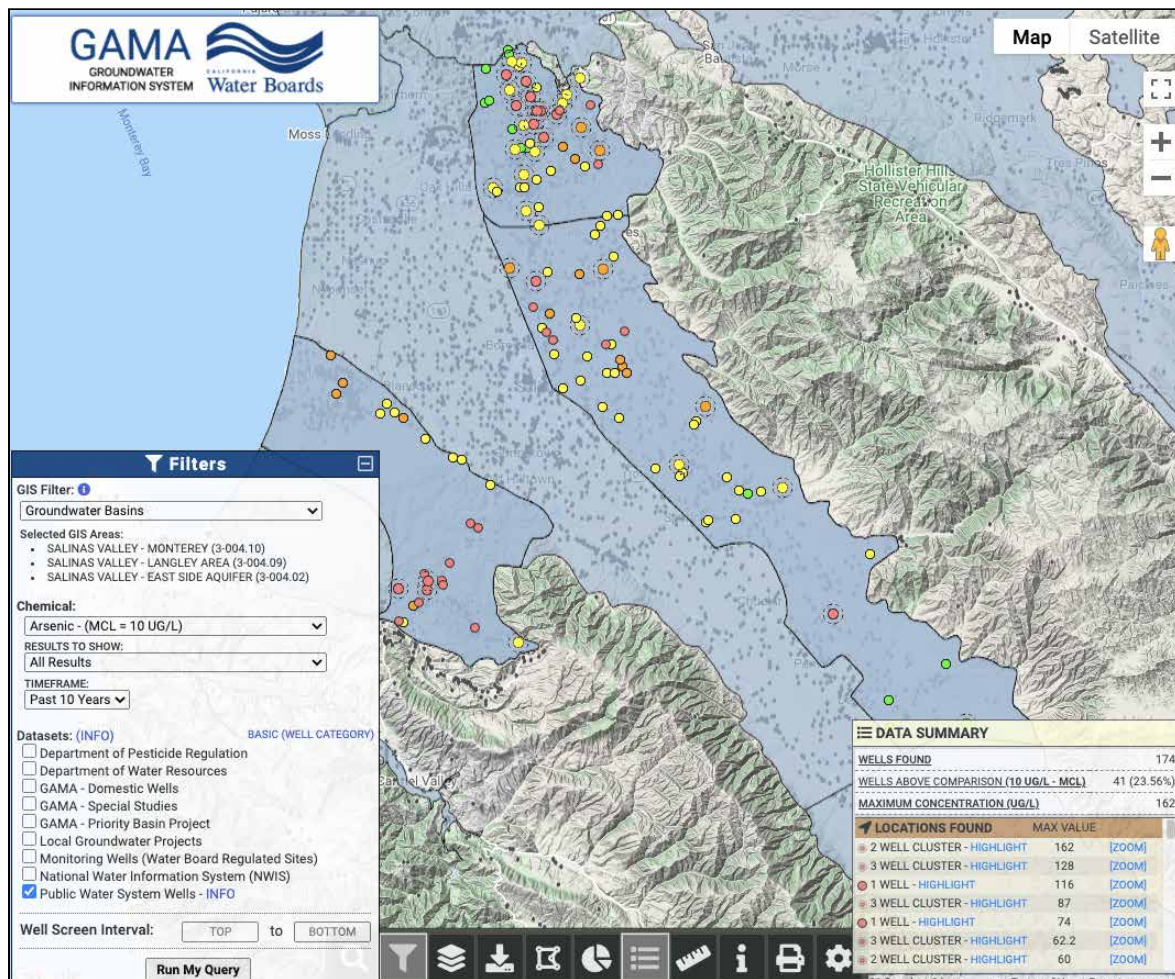 GAMA
GROUNDWATER
INFORMATION SYSTEM
CALIFORNIA
Water Boards
Map
Satellite
Monterey Bay
Moss
Hollister
San
Morse
Ridgemark
Tres Pinos
Paicines
Hollister Hills
State Vehicular
Recreation
Area
Carmel Valley
Filters
GIS Filter:
Groundwater Basins
Selected GIS Areas:
SALINAS VALLEY - MONTEREY (3-004.10)
SALINAS VALLEY - LANGLEY AREA (3-004.09)
SALINAS VALLEY - EAST SIDE AQUIFER (3-004.02)
Chemical:
Arsenic - (MCL = 10 UG/L)
RESULTS TO SHOW:
All Results
TIMEFRAME:
Past 10 Years
Datasets: (INFO) BASIC (WELL CATEGORY)
Department of Pesticide Regulation
Department of Water Resources
GAMA - Domestic Wells
GAMA - Special Studies
GAMA - Priority Basin Project
Local Groundwater Projects
Monitoring Wells (Water Board Regulated Sites)
National Water Information System (NWIS)
Public Water System Wells - INFO
Well Screen Interval: TOP to BOTTOM
Run My Query
DATA SUMMARY
WELLS FOUND 174
WELLS ABOVE COMPARISON (10 UG/L - MCL) 41 (23.56%)
MAXIMUM CONCENTRATION (UG/L) 162
LOCATIONS FOUND MAX VALUE
2 WELL CLUSTER - HIGHLIGHT 162 [ZOOM]
3 WELL CLUSTER - HIGHLIGHT 128 [ZOOM]
1 WELL - HIGHLIGHT 116 [ZOOM]
3 WELL CLUSTER - HIGHLIGHT 87 [ZOOM]
1 WELL - HIGHLIGHT 74 [ZOOM]
3 WELL CLUSTER - HIGHLIGHT 62.2 [ZOOM]
2 WELL CLUSTER - HIGHLIGHT 60 [ZOOM]